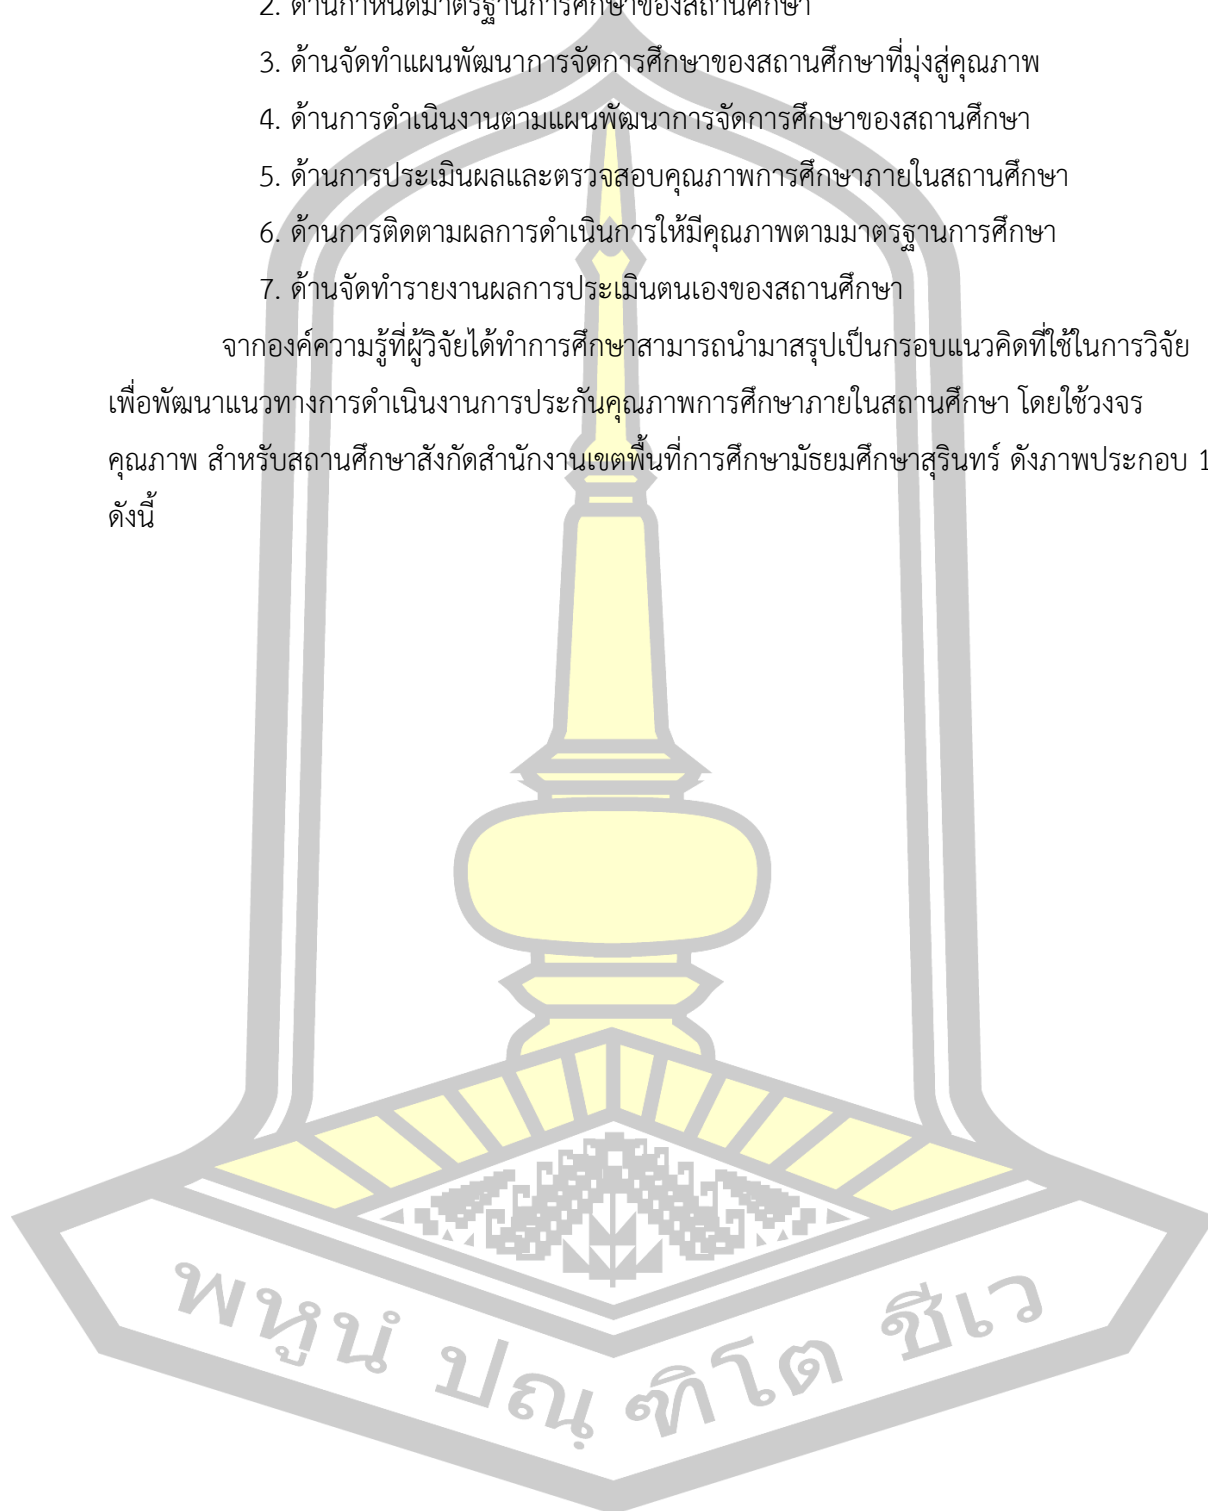 2. ด้านกำหนดมาตรฐานการศึกษาของสถานศึกษา
3. ด้านจัดทำแผนพัฒนาการจัดการศึกษาของสถานศึกษาที่มุ่งสู่คุณภาพ
4. ด้านการดำเนินงานตามแผนพัฒนาการจัดการศึกษาของสถานศึกษา
5. ด้านการประเมินผลและตรวจสอบคุณภาพการศึกษาภายในสถานศึกษา
6. ด้านการติดตามผลการดำเนินการให้มีคุณภาพตามมาตรฐานการศึกษา
7. ด้านจัดทำรายงานผลการประเมินตนเองของสถานศึกษา
จากองค์ความรู้ที่ผู้วิจัยได้ทำการศึกษาสามารถนำมาสรุปเป็นกรอบแนวคิดที่ใช้ในการวิจัย
เพื่อพัฒนาแนวทางการดำเนินงานการประกันคุณภาพการศึกษาภายในสถานศึกษา โดยใช้วงจร
คุณภาพ สำหรับสถานศึกษาสังกัดสำนักงานเขตพื้นที่การศึกษามัธยมศึกษาสุรินทร์ ดังภาพประกอบ 1
ดังนี้
พหูนํ ปณฺฑิโต ชีเว